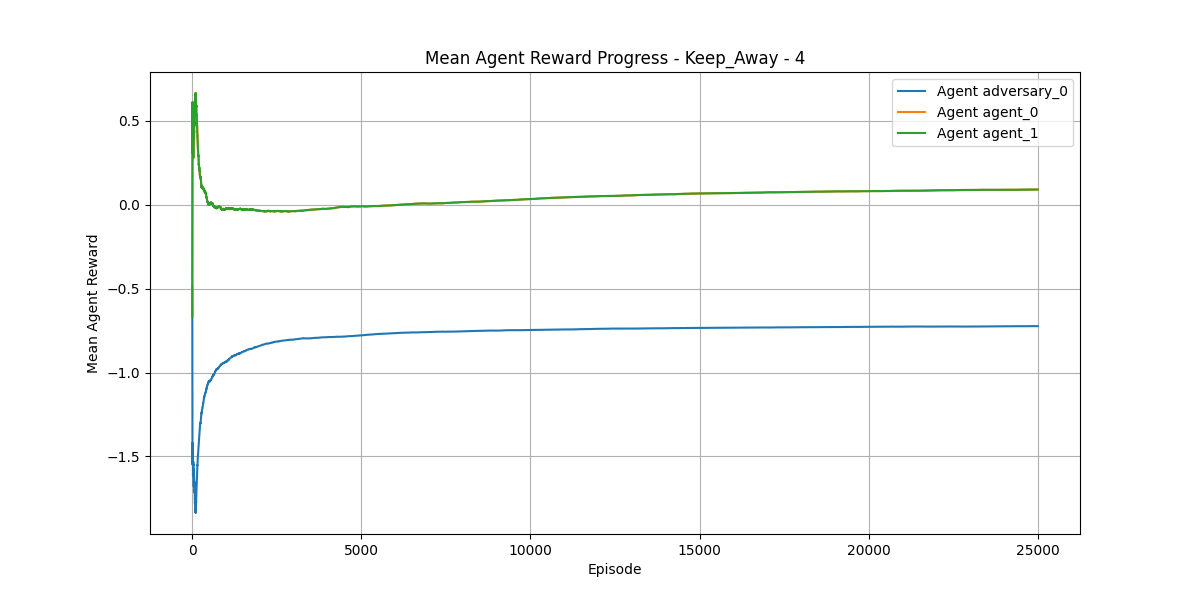 Mean Agent Reward Progress - Keep_Away - 4
Agent adversary_0
Agent agent_0
Agent agent_1
Mean Agent Reward
0.5
0.0
−0.5
−1.0
−1.5
0
5000
10000
15000
20000
25000
Episode